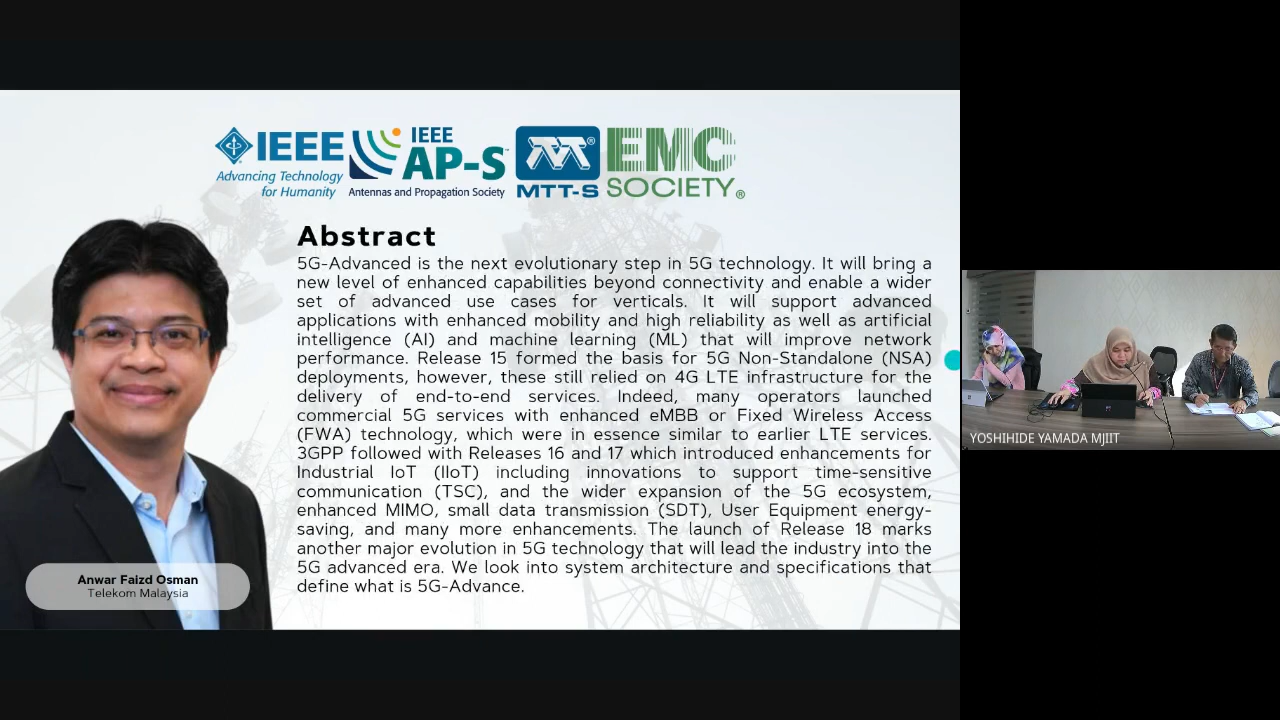 IEEE
Advancing Technology
for Humanity
IEEE
AP-S™
Antennas and Propagation Society
®
MTT-S
EMC
SOCIETY®
Abstract
5G-Advanced is the next evolutionary step in 5G technology. It will bring a
new level of enhanced capabilities beyond connectivity and enable a wider
set of advanced use cases for verticals. It will support advanced
applications with enhanced mobility and high reliability as well as artificial
intelligence (AI) and machine learning (ML) that will improve network
performance. Release 15 formed the basis for 5G Non-Standalone (NSA)
deployments, however, these still relied on 4G LTE infrastructure for the
delivery of end-to-end services. Indeed, many operators launched
commercial 5G services with enhanced eMBB or Fixed Wireless Access
(FWA) technology, which were in essence similar to earlier LTE services.
3GPP followed with Releases 16 and 17 which introduced enhancements for
Industrial IoT (IIoT) including innovations to support time-sensitive
communication (TSC), and the wider expansion of the 5G ecosystem,
enhanced MIMO, small data transmission (SDT), User Equipment energy-
saving, and many more enhancements. The launch of Release 18 marks
another major evolution in 5G technology that will lead the industry into the
5G advanced era. We look into system architecture and specifications that
define what is 5G-Advance.
Anwar Faizd Osman
Telekom Malaysia
YOSHIHIDE YAMADA MJIIT